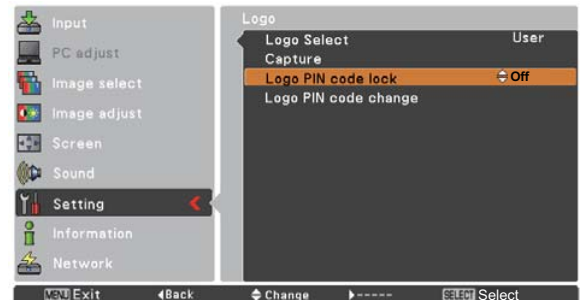 Input
PC adjust
Image select
Image adjust
Screen
Sound
Setting
Information
Network
Logo
Logo Select User
Capture
Logo PIN code lock Off
Logo PIN code change
MENU Exit Back Change ----- SELECT Select